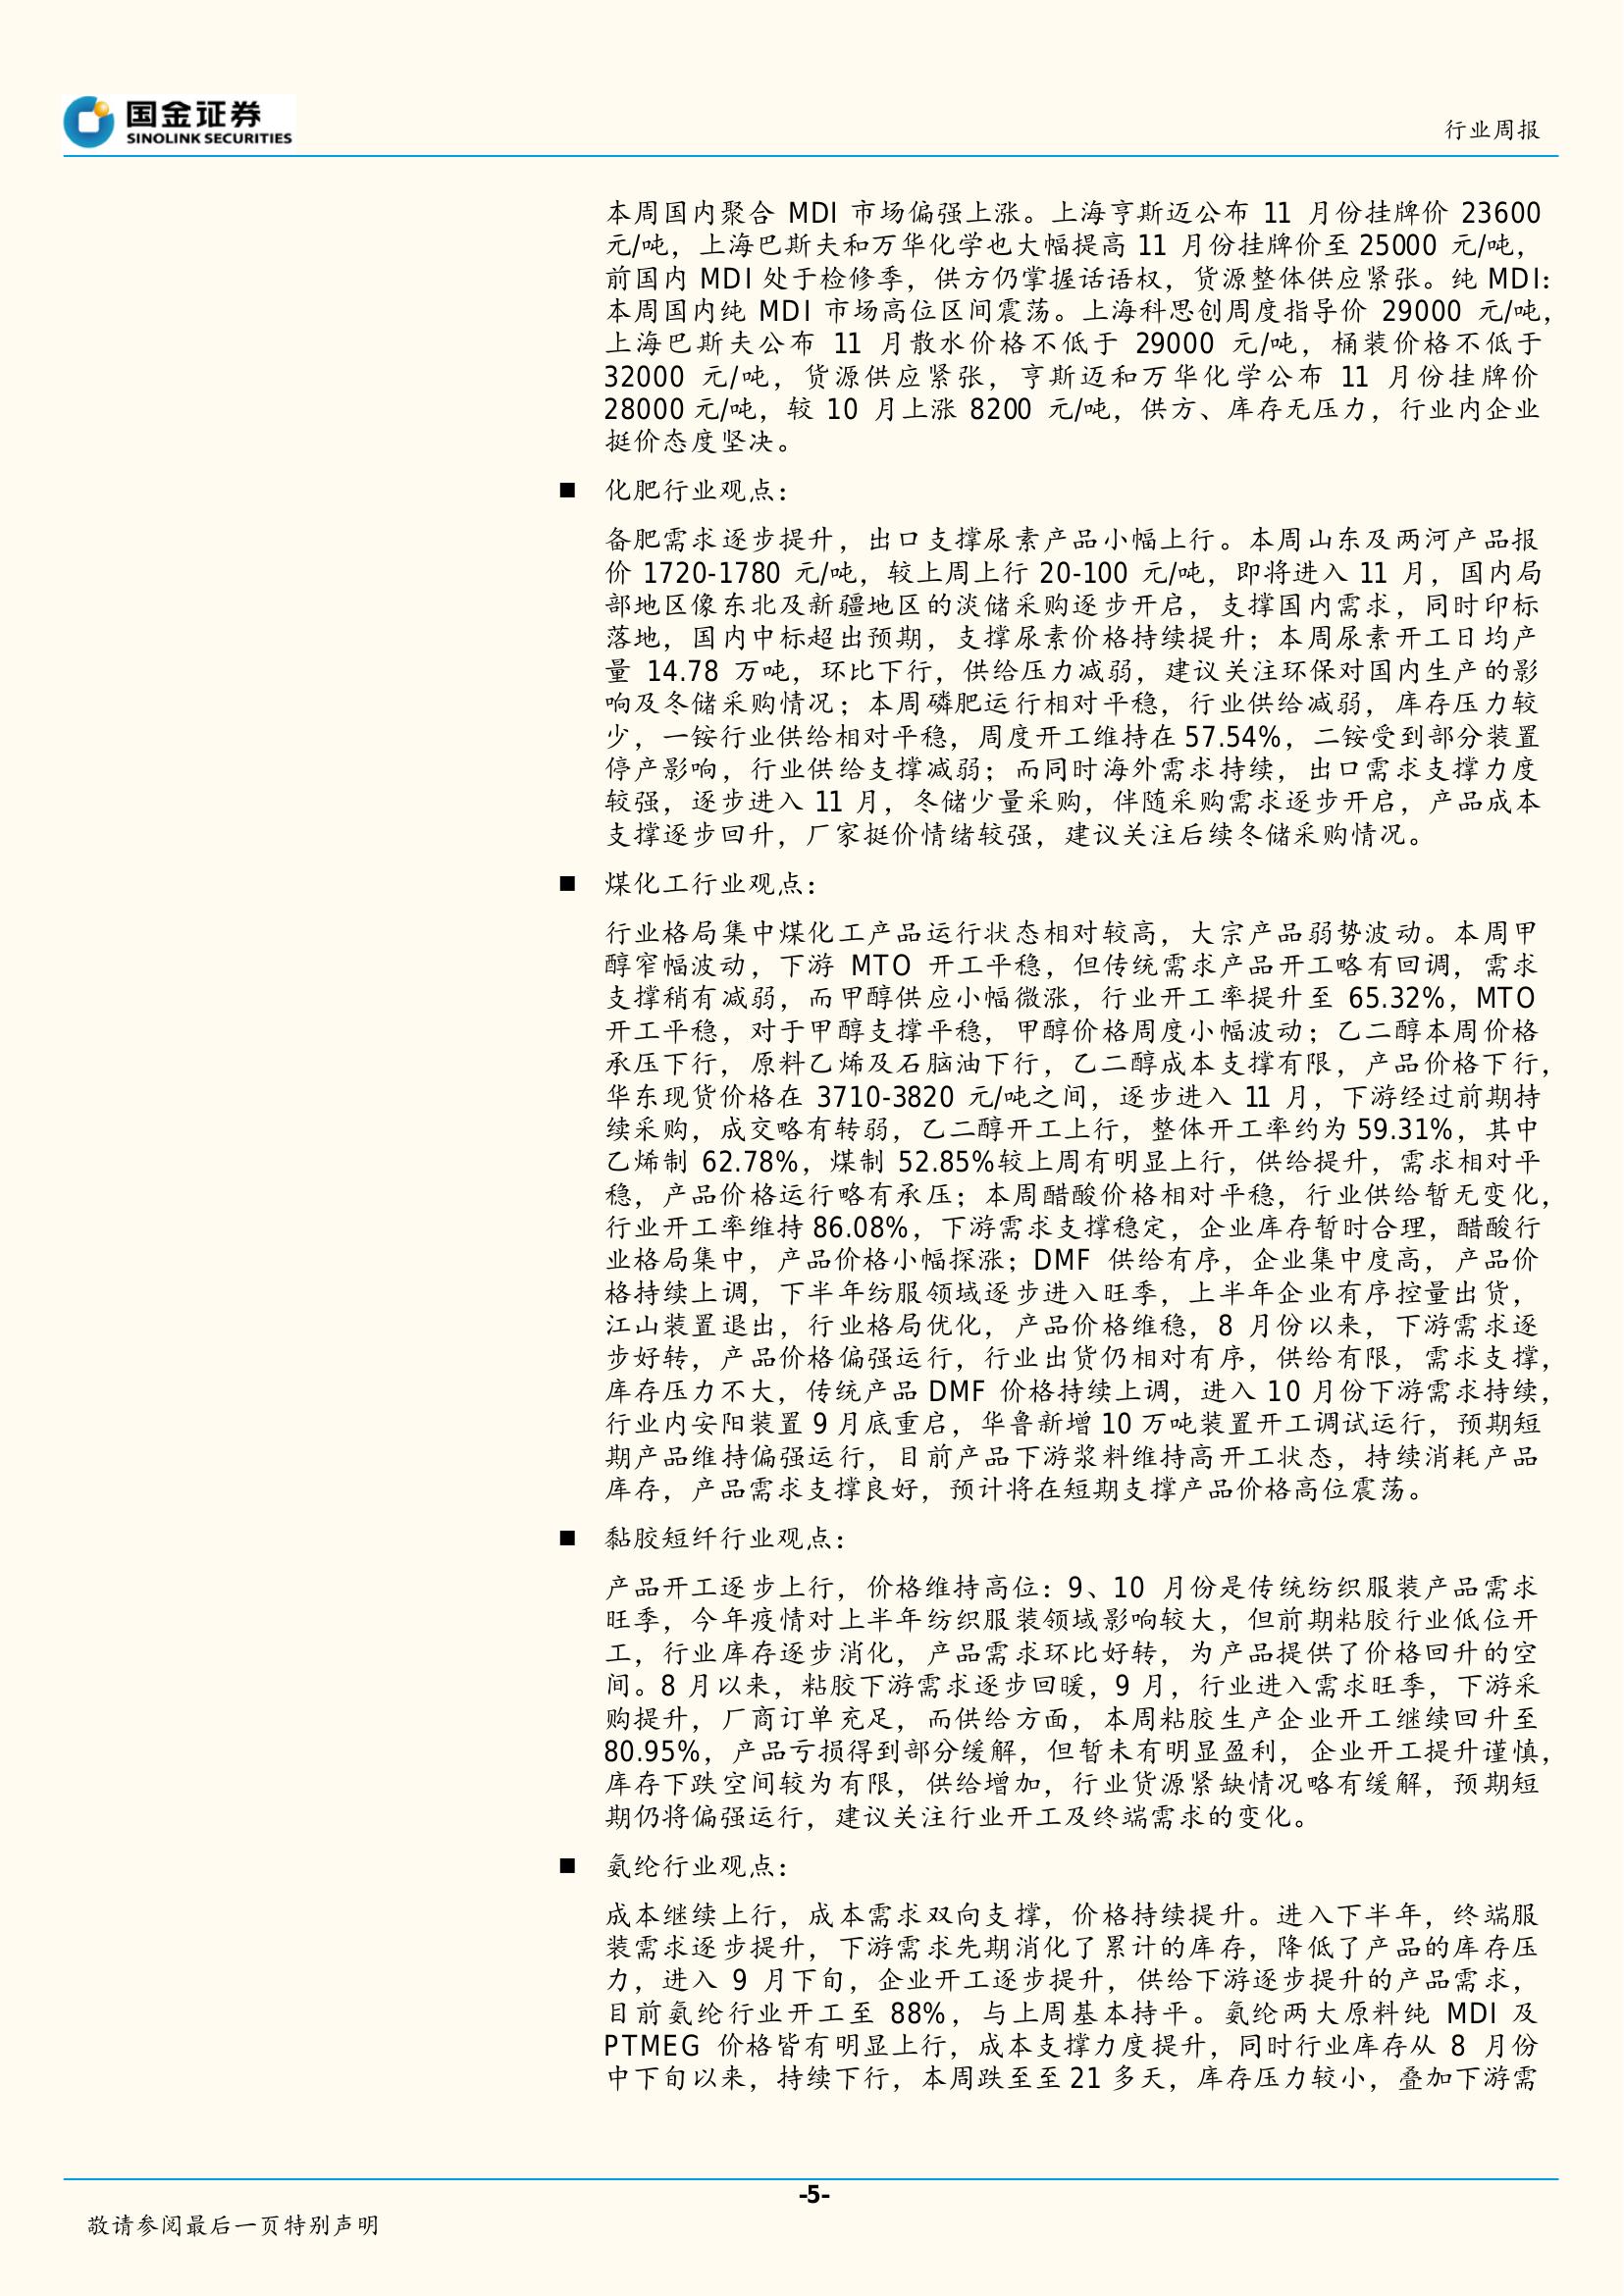 国金证券
SINOLINK SECURITIES
行业周报
本周国内聚合 MDI 市场偏强上涨。上海亨斯迈公布 11 月份挂牌价 23600
元/吨，上海巴斯夫和万华化学也大幅提高 11 月份挂牌价至 25000 元/吨，
前国内 MDI 处于检修季，供方仍掌握话语权，货源整体供应紧张。纯 MDI：
本周国内纯 MDI 市场高位区间震荡。上海科思创周度指导价 29000 元/吨，
上海巴斯夫公布 11 月散水价格不低于 29000 元/吨，桶装价格不低于
32000 元/吨，货源供应紧张，亨斯迈和万华化学公布 11 月份挂牌价
28000 元/吨，较 10 月上涨 8200 元/吨，供方、库存无压力，行业内企业
挺价态度坚决。
■ 化肥行业观点：
备肥需求逐步提升，出口支撑尿素产品小幅上行。本周山东及两河产品报
价 1720-1780 元/吨，较上周上行 20-100 元/吨，即将进入 11 月，国内局
部地区像东北及新疆地区的淡储采购逐步开启，支撑国内需求，同时印标
落地，国内中标超出预期，支撑尿素价格持续提升；本周尿素开工日均产
量 14.78 万吨，环比下行，供给压力减弱，建议关注环保对国内生产的影
响及冬储采购情况；本周磷肥运行相对平稳，行业供给减弱，库存压力较
少，一铵行业供给相对平稳，周度开工维持在 57.54%，二铵受到部分装置
停产影响，行业供给支撑减弱；而同时海外需求持续，出口需求支撑力度
较强，逐步进入 11 月，冬储少量采购，伴随采购需求逐步开启，产品成本
支撑逐步回升，厂家挺价情绪较强，建议关注后续冬储采购情况。
■ 煤化工行业观点：
行业格局集中煤化工产品运行状态相对较高，大宗产品弱势波动。本周甲
醇窄幅波动，下游 MTO 开工平稳，但传统需求产品开工略有回调，需求
支撑稍有减弱，而甲醇供应小幅微涨，行业开工率提升至 65.32%，MTO
开工平稳，对于甲醇支撑平稳，甲醇价格周度小幅波动；乙二醇本周价格
承压下行，原料乙烯及石脑油下行，乙二醇成本支撑有限，产品价格下行，
华东现货价格在 3710-3820 元/吨之间，逐步进入 11 月，下游经过前期持
续采购，成交略有转弱，乙二醇开工上行，整体开工率约为 59.31%，其中
乙烯制 62.78%，煤制 52.85%较上周有明显上行，供给提升，需求相对平
稳，产品价格运行略有承压；本周醋酸价格相对平稳，行业供给暂无变化，
行业开工率维持 86.08%，下游需求支撑稳定，企业库存暂时合理，醋酸行
业格局集中，产品价格小幅探涨；DMF 供给有序，企业集中度高，产品价
格持续上调，下半年纺服领域逐步进入旺季，上半年企业有序控量出货，
江山装置退出，行业格局优化，产品价格维稳，8 月份以来，下游需求逐
步好转，产品价格偏强运行，行业出货仍相对有序，供给有限，需求支撑，
库存压力不大，传统产品 DMF 价格持续上调，进入 10 月份下游需求持续，
行业内安阳装置 9 月底重启，华鲁新增 10 万吨装置开工调试运行，预期短
期产品维持偏强运行，目前产品下游浆料维持高开工状态，持续消耗产品
库存，产品需求支撑良好，预计将在短期支撑产品价格高位震荡。
■ 黏胶短纤行业观点：
产品开工逐步上行，价格维持高位：9、10 月份是传统纺织服装产品需求
旺季，今年疫情对上半年纺织服装领域影响较大，但前期粘胶行业低位开
工，行业库存逐步消化，产品需求环比好转，为产品提供了价格回升的空
间。8 月以来，粘胶下游需求逐步回暖，9 月，行业进入需求旺季，下游采
购提升，厂商订单充足，而供给方面，本周粘胶生产企业开工继续回升至
80.95%，产品亏损得到部分缓解，但暂未有明显盈利，企业开工提升谨慎，
库存下跌空间较为有限，供给增加，行业货源紧缺情况略有缓解，预期短
期仍将偏强运行，建议关注行业开工及终端需求的变化。
■ 氨纶行业观点：
成本继续上行，成本需求双向支撑，价格持续提升。进入下半年，终端服
装需求逐步提升，下游需求先期消化了累计的库存，降低了产品的库存压
力，进入 9 月下旬，企业开工逐步提升，供给下游逐步提升的产品需求，
目前氨纶行业开工至 88%，与上周基本持平。氨纶两大原料纯 MDI 及
PTMEG 价格皆有明显上行，成本支撑力度提升，同时行业库存从 8 月份
中下旬以来，持续下行，本周跌至至 21 多天，库存压力较小，叠加下游需
-5-
敬请参阅最后一页特别声明